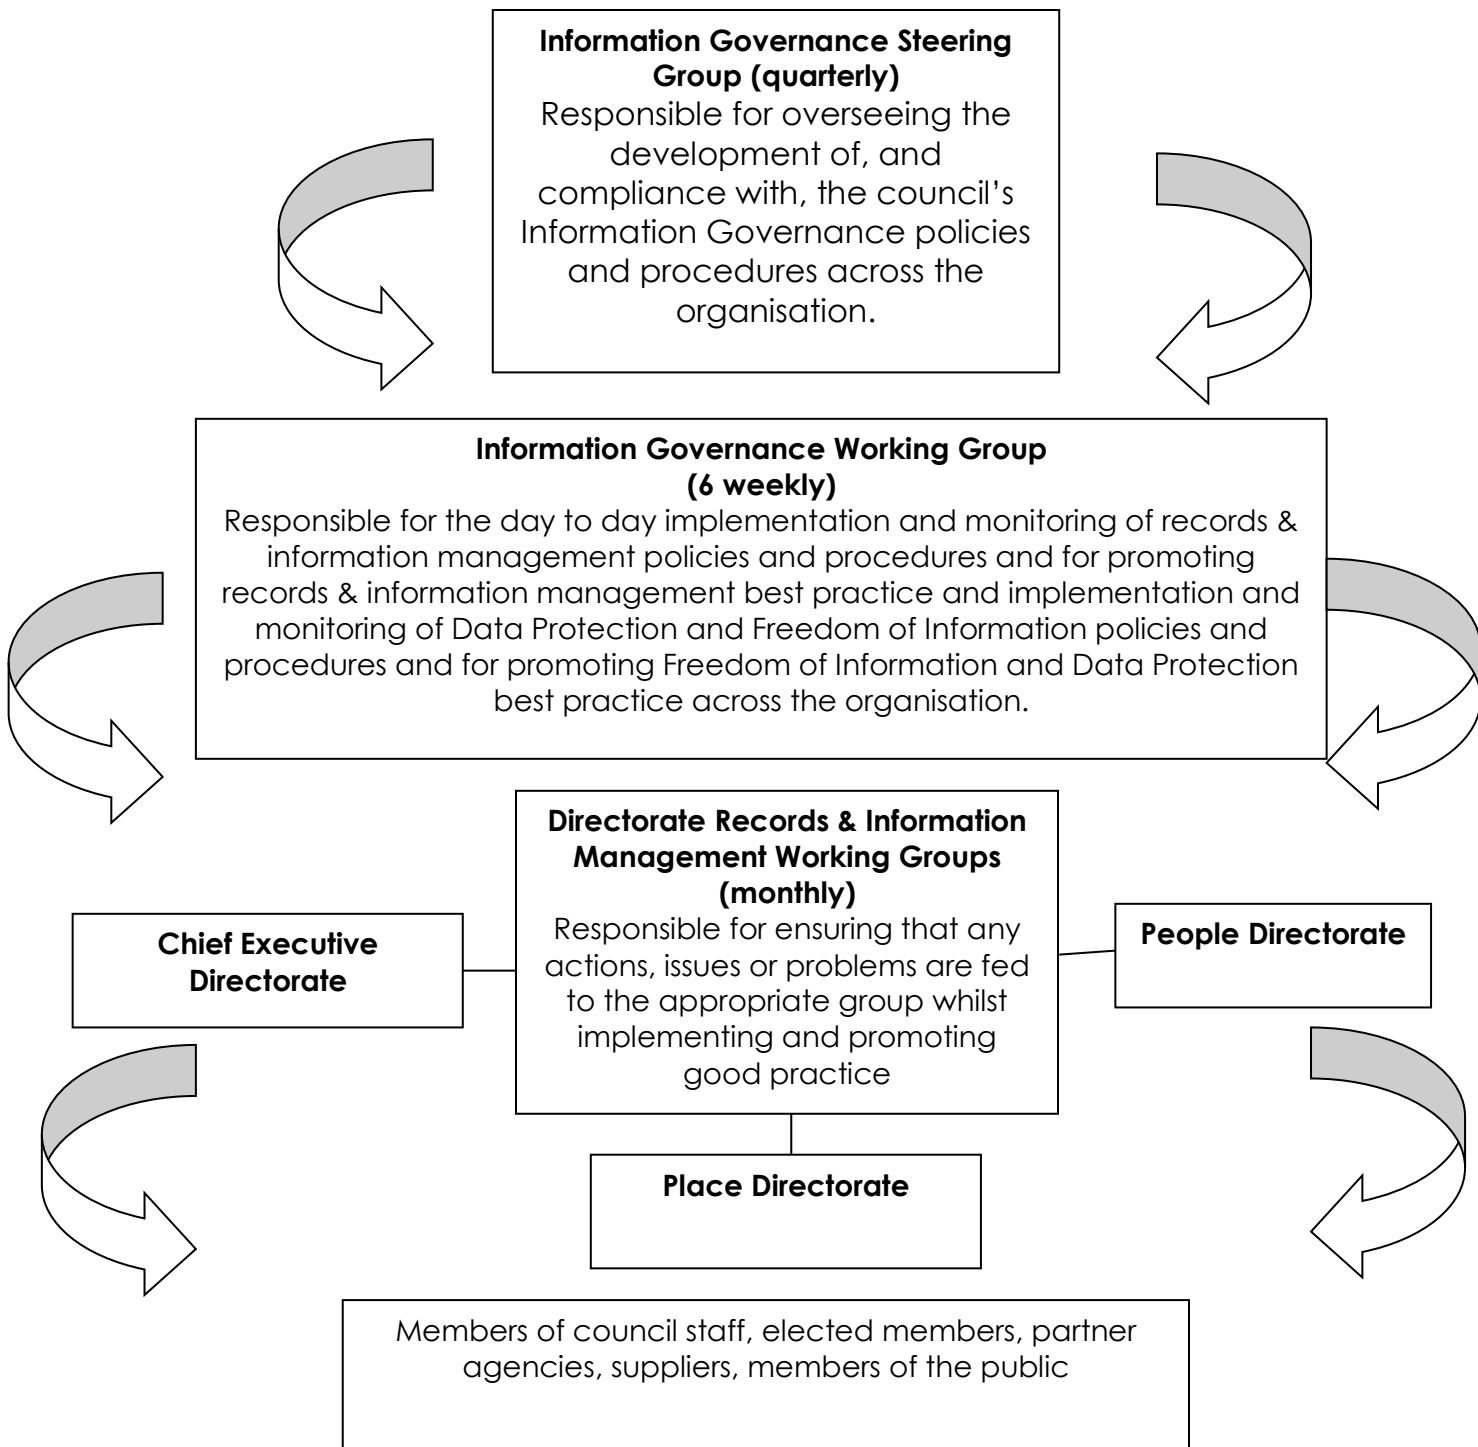 Information Governance Steering
Group (quarterly)
Responsible for overseeing the
development of, and
compliance with, the council’s
Information Governance policies
and procedures across the
organisation.
Information Governance Working Group
(6 weekly)
Responsible for the day to day implementation and monitoring of records &
information management policies and procedures and for promoting
records & information management best practice and implementation and
monitoring of Data Protection and Freedom of Information policies and
procedures and for promoting Freedom of Information and Data Protection
best practice across the organisation.
Directorate Records & Information
Management Working Groups
(monthly)
Responsible for ensuring that any
actions, issues or problems are fed
to the appropriate group whilst
implementing and promoting
good practice
Chief Executive
Directorate
People Directorate
Place Directorate
Members of council staff, elected members, partner
agencies, suppliers, members of the public